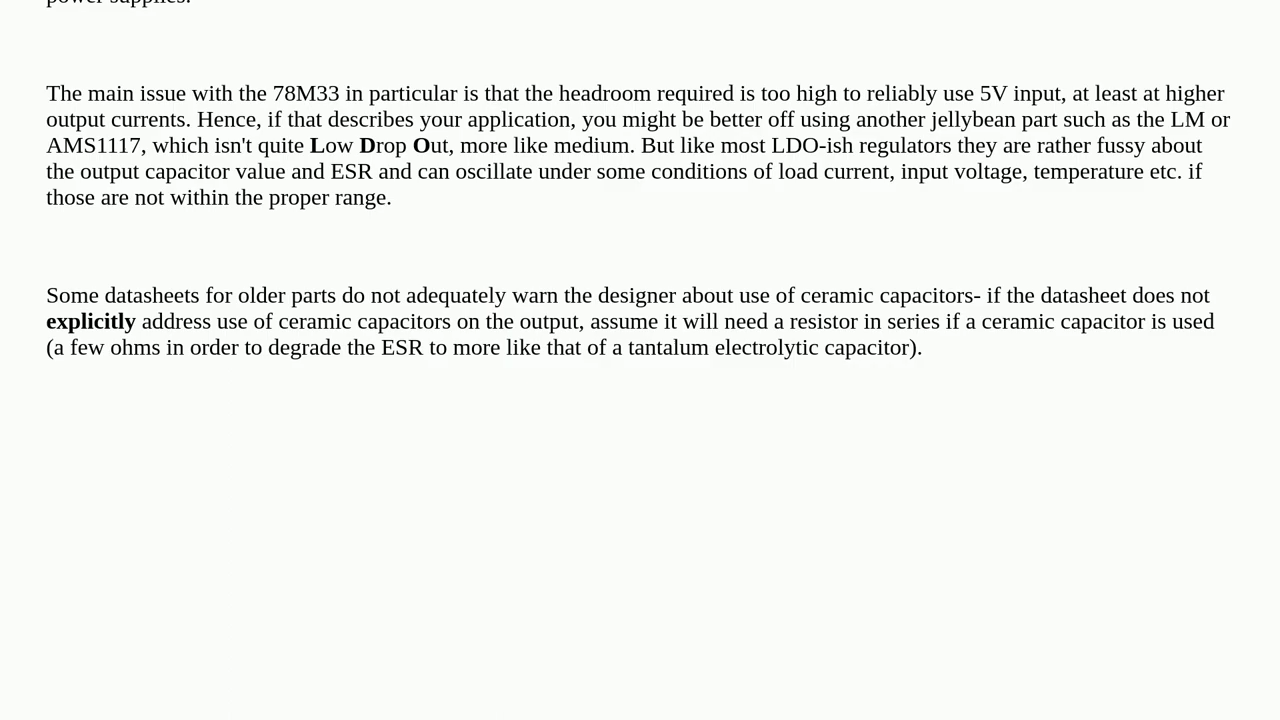 power supplies.
The main issue with the 78M33 in particular is that the headroom required is too high to reliably use 5V input, at least at higher
output currents. Hence, if that describes your application, you might be better off using another jellybean part such as the LM or
AMS1117, which isn't quite Low Drop Out, more like medium. But like most LDO-ish regulators they are rather fussy about
the output capacitor value and ESR and can oscillate under some conditions of load current, input voltage, temperature etc. if
those are not within the proper range.
Some datasheets for older parts do not adequately warn the designer about use of ceramic capacitors- if the datasheet does not
explicitly address use of ceramic capacitors on the output, assume it will need a resistor in series if a ceramic capacitor is used
(a few ohms in order to degrade the ESR to more like that of a tantalum electrolytic capacitor).